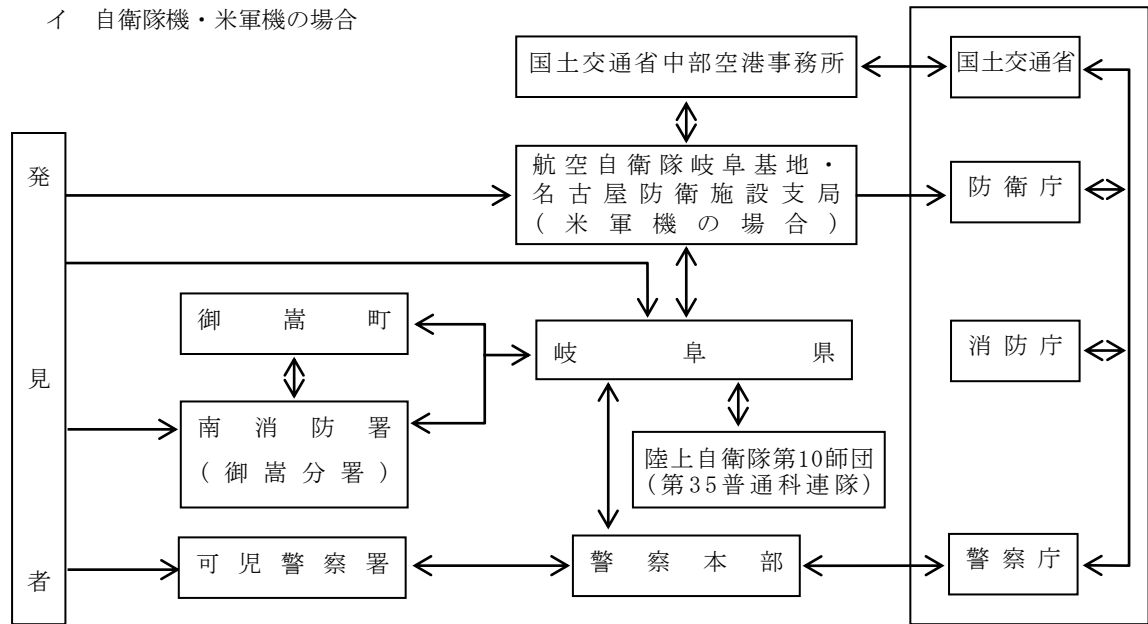 イ 自衛隊機・米軍機の場合
国土交通省中部空港事務所
国土交通省
発見者
航空自衛隊岐阜基地・
名古屋防衛施設支局
(米軍機の場合)
防衛庁
御嵩町
岐阜県
消防庁
南消防署
(御嵩分署)
陸上自衛隊第10師団
(第35普通科連隊)
可児警察署
警察本部
警察庁